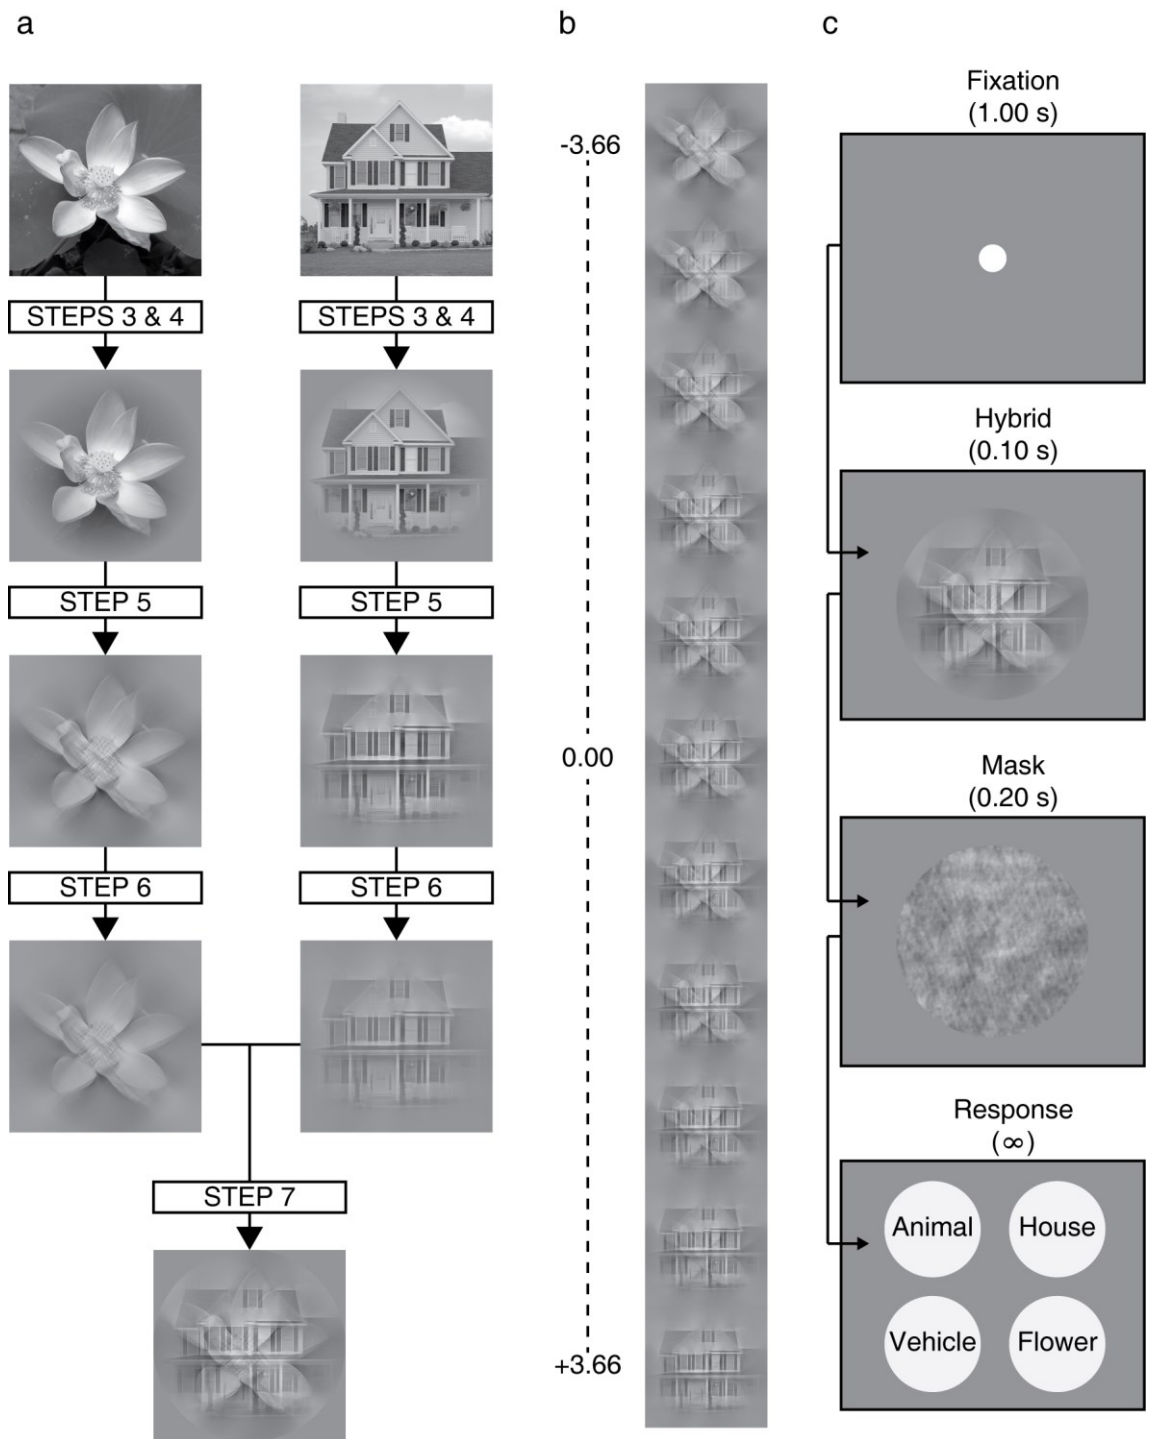 a
STEPS 3 & 4
STEPS 3 & 4
STEP 5
STEP 5
STEP 6
STEP 6
STEP 7
b
-3.66
0.00
+3.66
c
Fixation
(1.00 s)
Hybrid
(0.10 s)
Mask
(0.20 s)
Response
(∞)
Animal
House
Vehicle
Flower